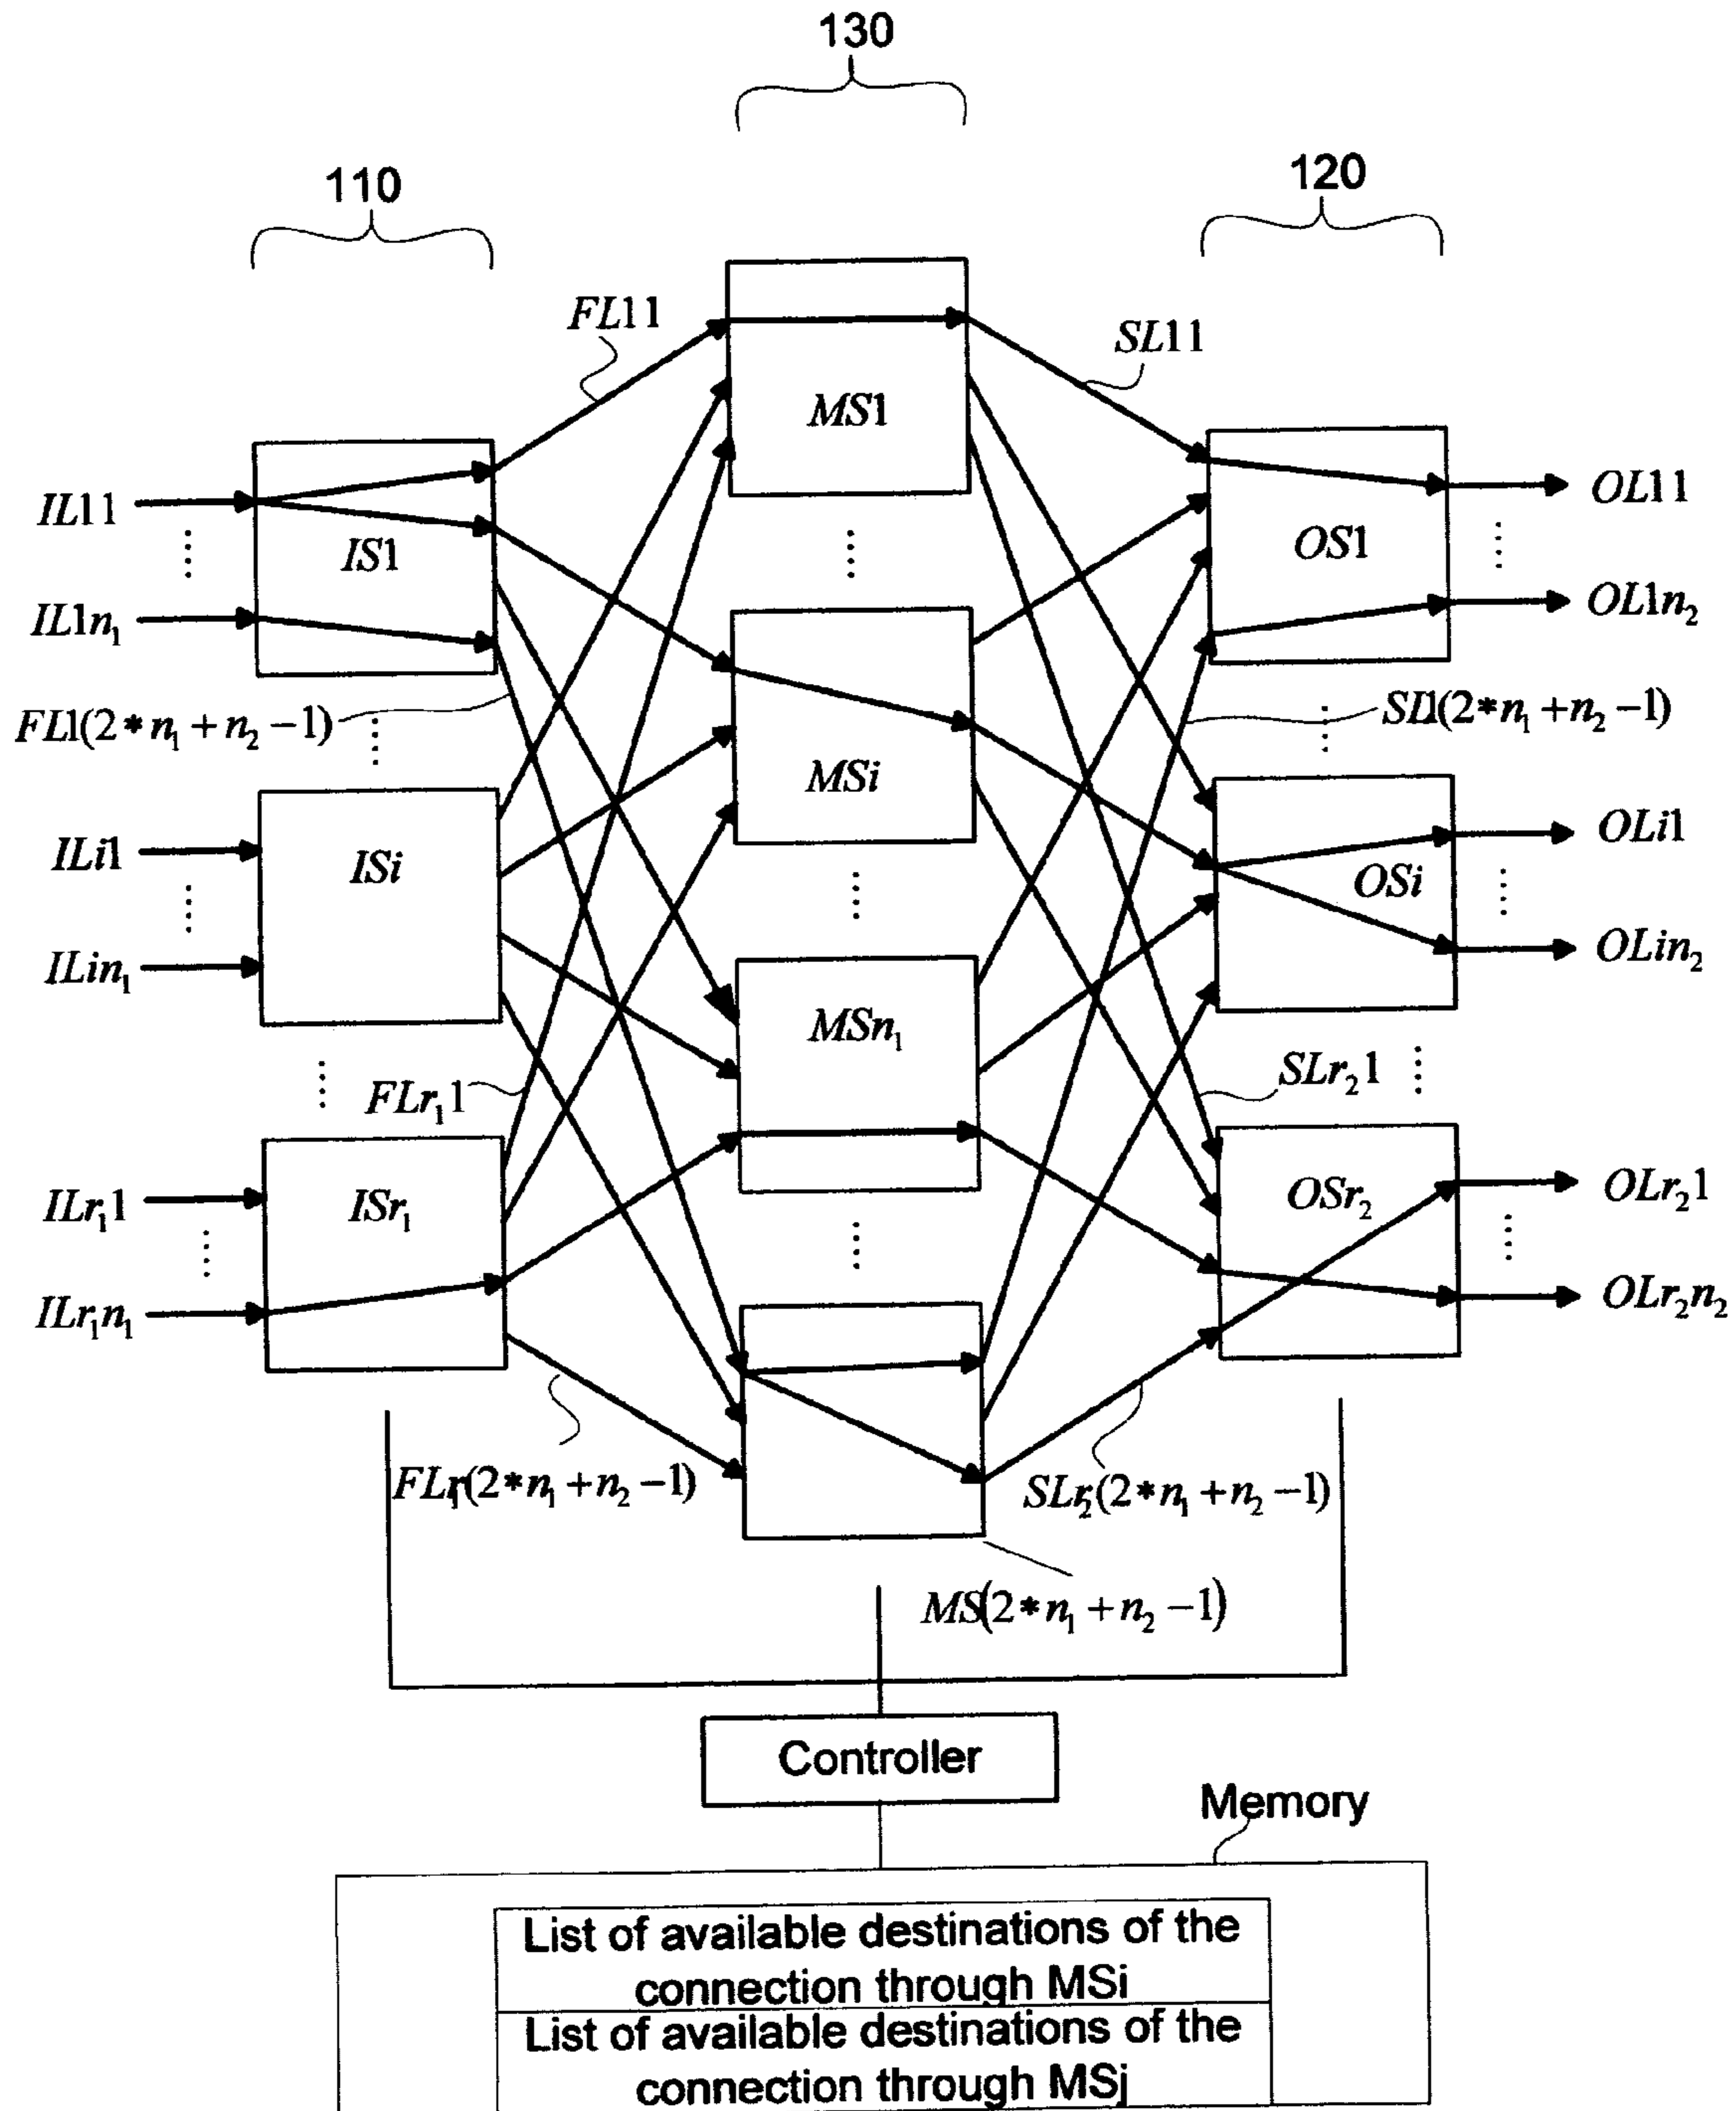 130
110
120
FL11
SL11
MS1
IL11
IS1
OS1
OL11
IL1n₁
OL1n₂
FL1(2*n₁+n₂-1)
SL1(2*n₁+n₂-1)
MSi
ILi1
ISi
OSi
OLi1
ILin₁
OLin₂
MSn₁
FLr₁1
SLr₂1
ILr₁1
ISr₁
OSr₂
OLr₂1
ILr₁n₁
OLr₂n₂
FLr₁(2*n₁+n₂-1)
SLr₂(2*n₁+n₂-1)
MS(2*n₁+n₂-1)
Controller
Memory
List of available destinations of the
connection through MSi
List of available destinations of the
connection through MSj